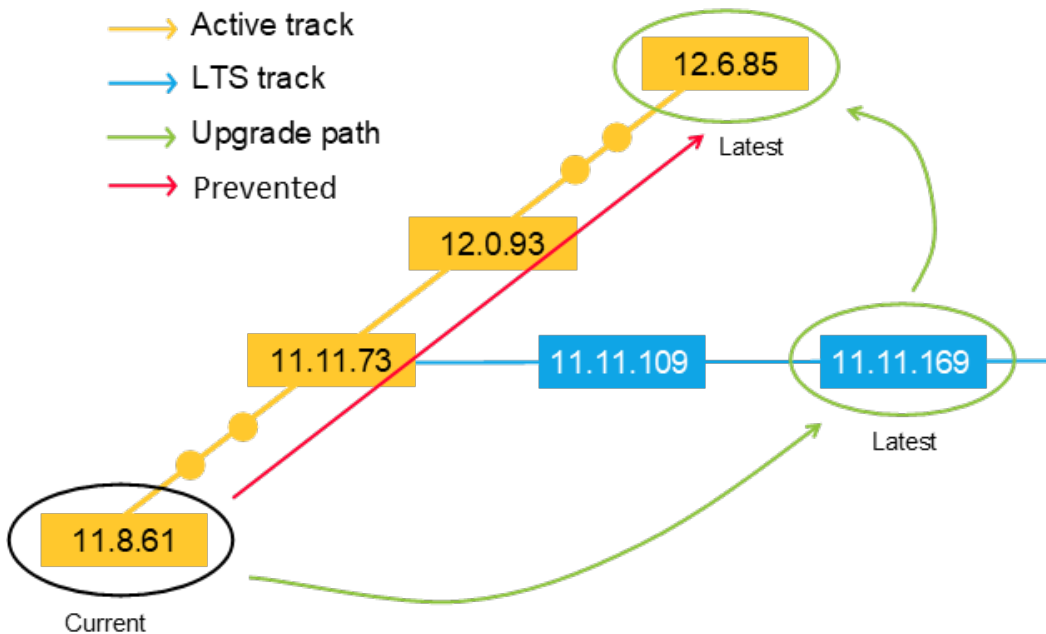 Active track
LTS track
Upgrade path
Prevented
12.6.85
Latest
12.0.93
11.11.73
11.11.109
11.11.169
Latest
11.8.61
Current